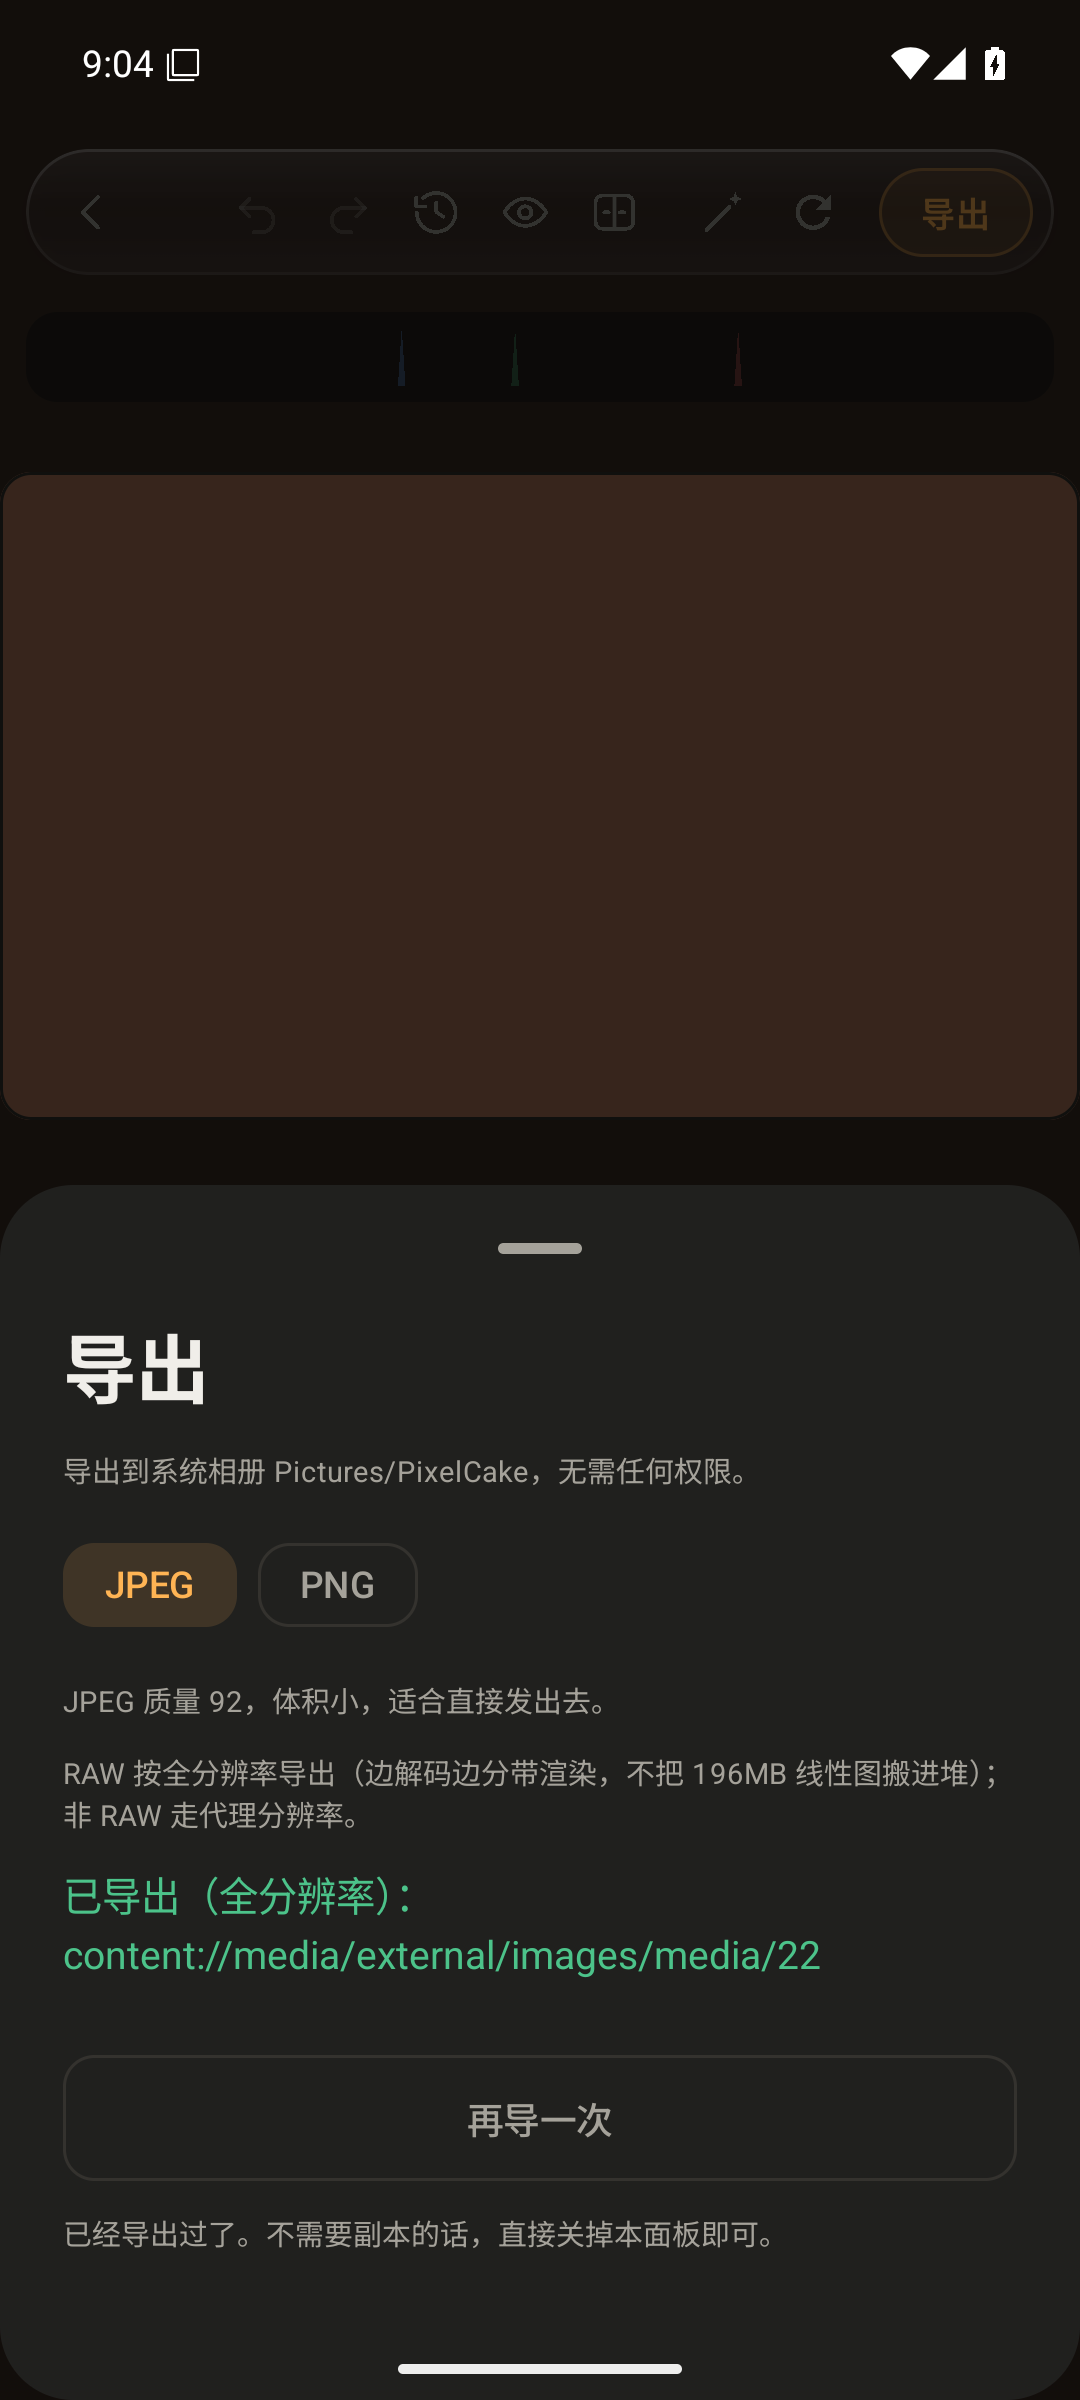 9:04
导出
导出
导出到系统相册 Pictures/PixelCake，无需任何权限。
JPEG
PNG
JPEG 质量 92，体积小，适合直接发出去。
RAW 按全分辨率导出（边解码边分带渲染，不把 196MB 线性图搬进堆）；
非 RAW 走代理分辨率。
已导出（全分辨率）：
content://media/external/images/media/22
再导一次
已经导出过了。不需要副本的话，直接关掉本面板即可。